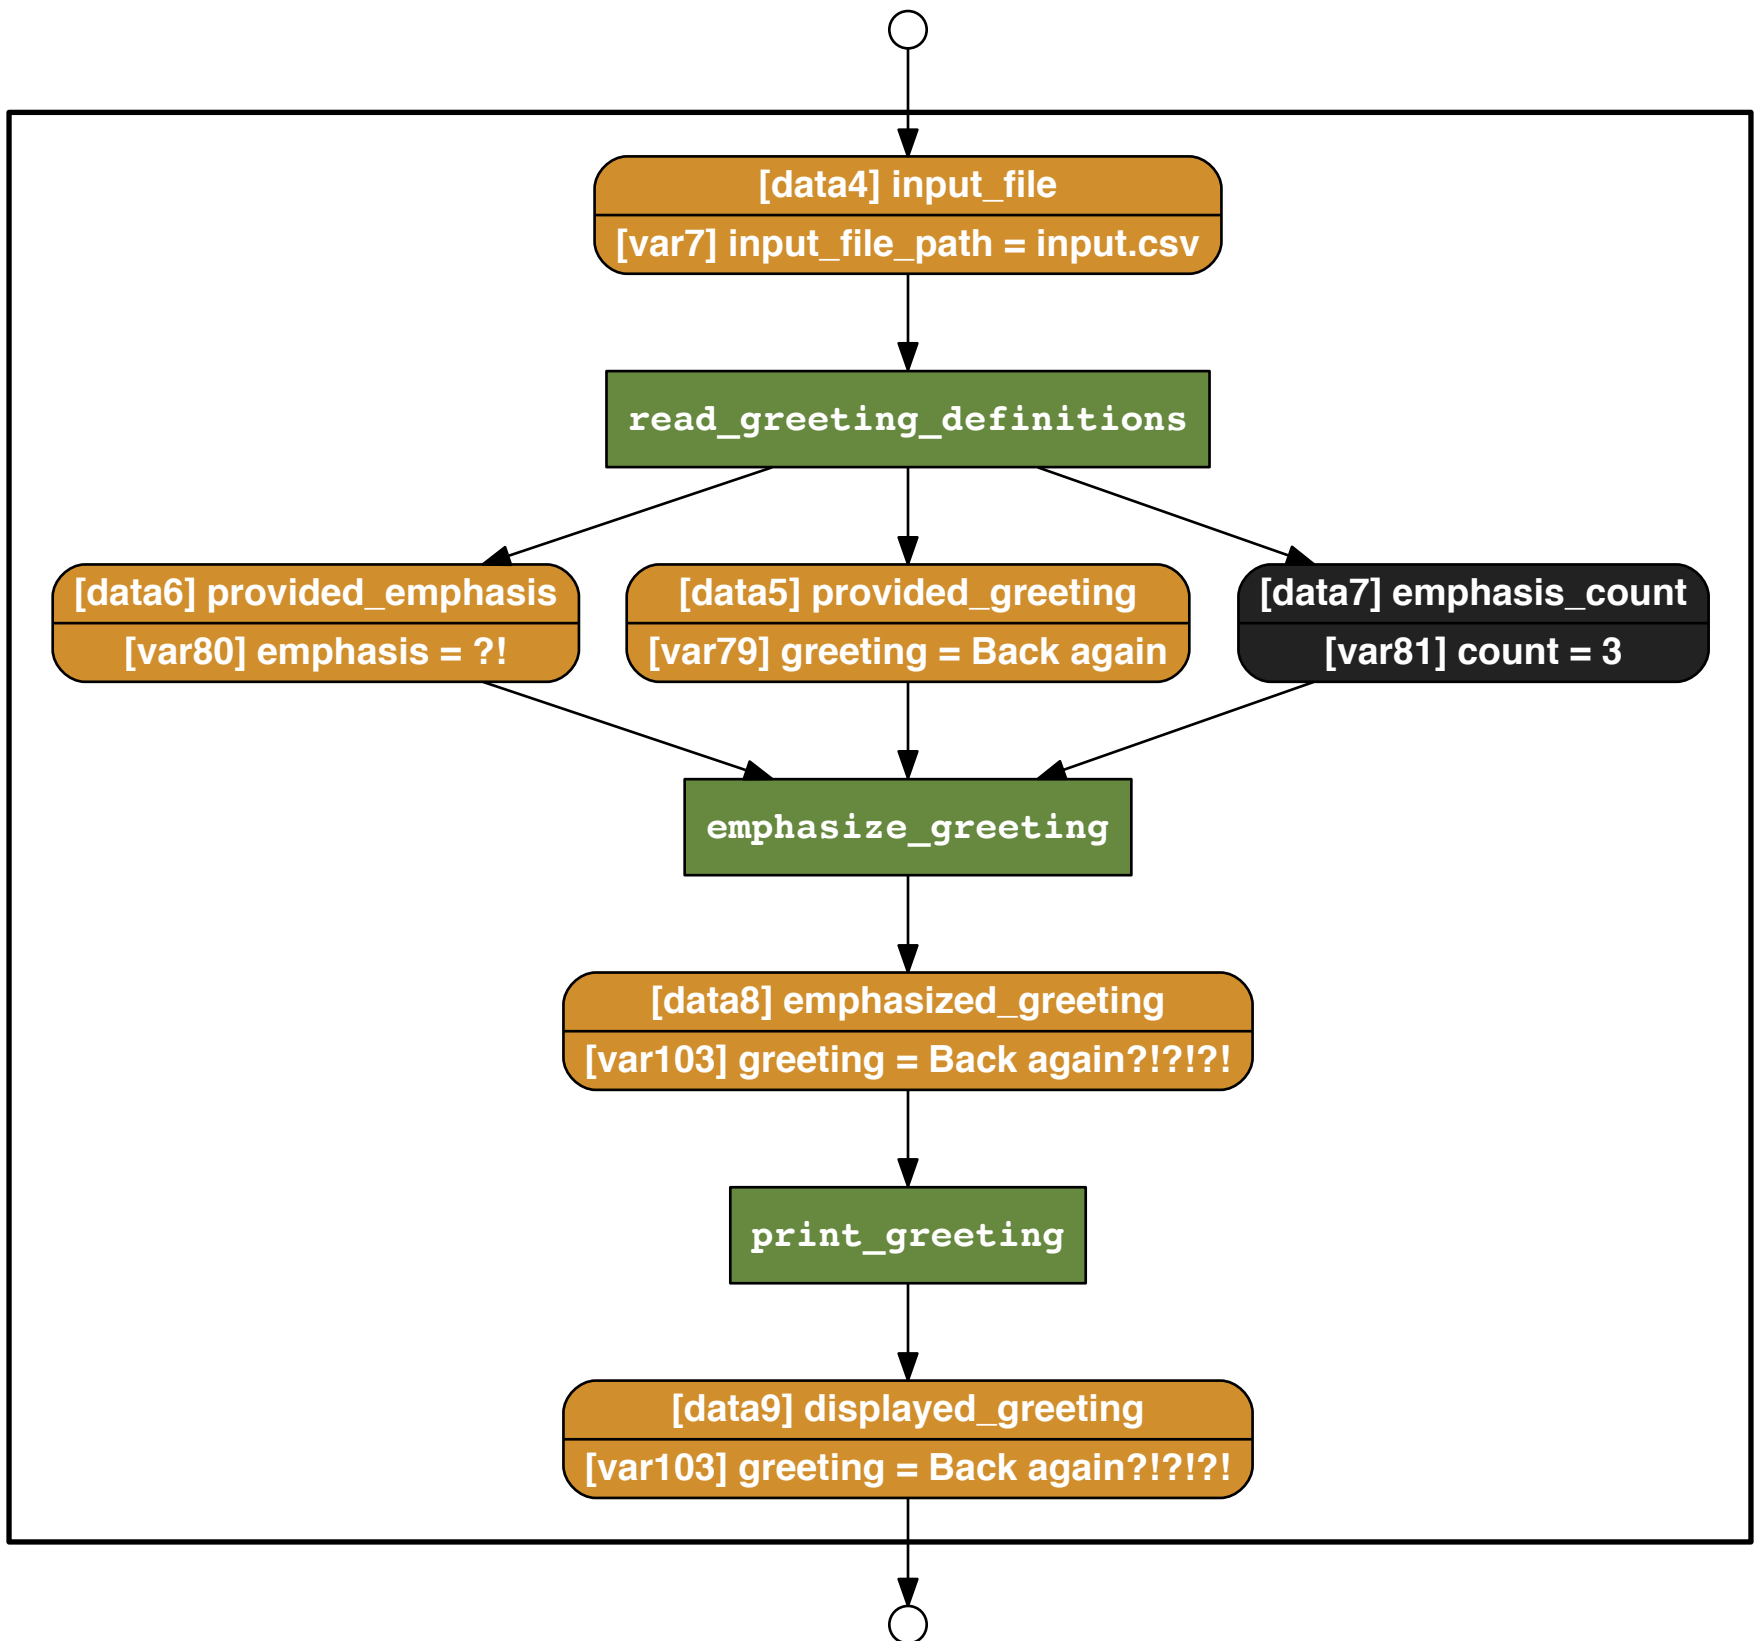 [data4] input_file
[var7] input_file_path = input.csv
read_greeting_definitions
[data6] provided_emphasis
[var80] emphasis = ?!
[data5] provided_greeting
[var79] greeting = Back again
[data7] emphasis_count
[var81] count = 3
emphasize_greeting
[data8] emphasized_greeting
[var103] greeting = Back again?!?!?!
print_greeting
[data9] displayed_greeting
[var103] greeting = Back again?!?!?!